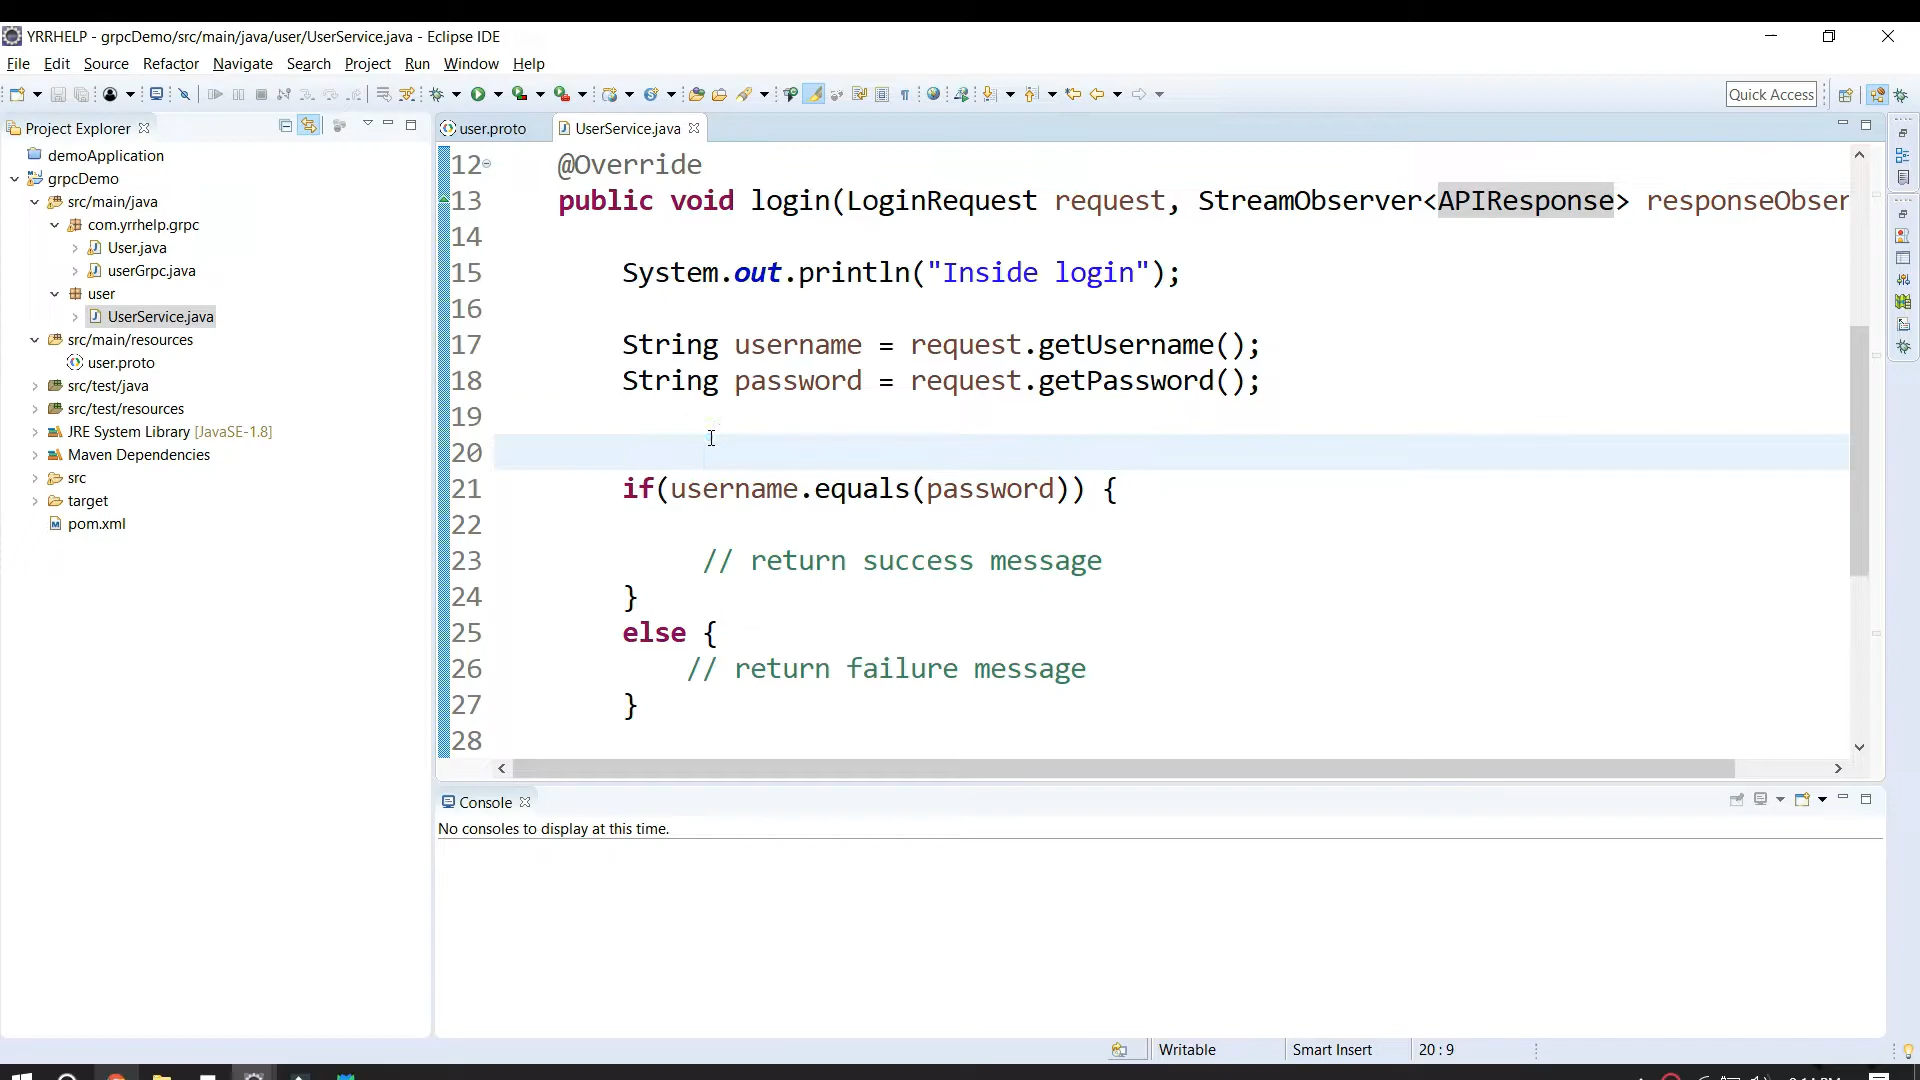 YRRHELP - grpcDemo/src/main/java/user/UserService.java - Eclipse IDE
File Edit Source Refactor Navigate Search Project Run Window Help
Quick Access
Project Explorer
user.proto
UserService.java
demoApplication
grpcDemo
src/main/java
com.yrrhelp.grpc
User.java
userGrpc.java
user
UserService.java
src/main/resources
user.proto
src/test/java
src/test/resources
JRE System Library [JavaSE-1.8]
Maven Dependencies
src
target
pom.xml
12 @Override
13 public void login(LoginRequest request, StreamObserver<APIResponse> responseObser
14
15 System.out.println("Inside login");
16
17 String username = request.getUsername();
18 String password = request.getPassword();
19
20
21 if(username.equals(password)) {
22
23 // return success message
24 }
25 else {
26 // return failure message
27 }
28
Console
No consoles to display at this time.
Writable Smart Insert 20 : 9